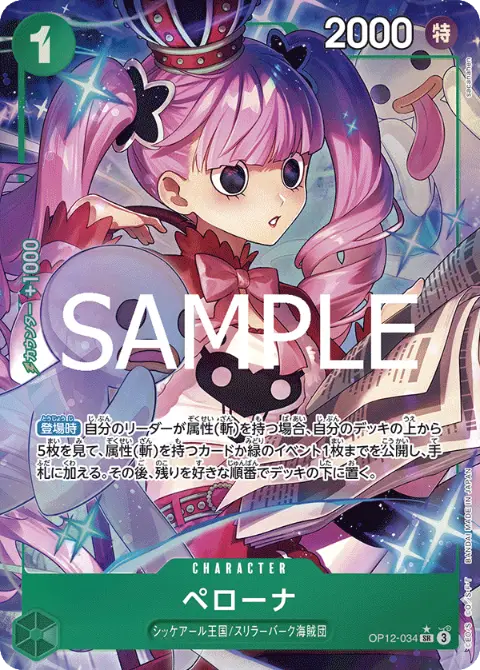 1
2000 特
sacanahen
カウンター+1000
SAMPLE
登場時 自分のリーダーが属性(斬)を持つ場合、自分のデッキの上から
5枚を見て、属性(斬)を持つカードか緑のイベント1枚までを公開し、手
札に加える。その後、残りを好きな順番でデッキの下に置く。
BANDAI MADE IN JAPAN
CHARACTER
ペローナ
シッケアール王国/スリラーバーク海賊団
OP12-034 ★ SR 3